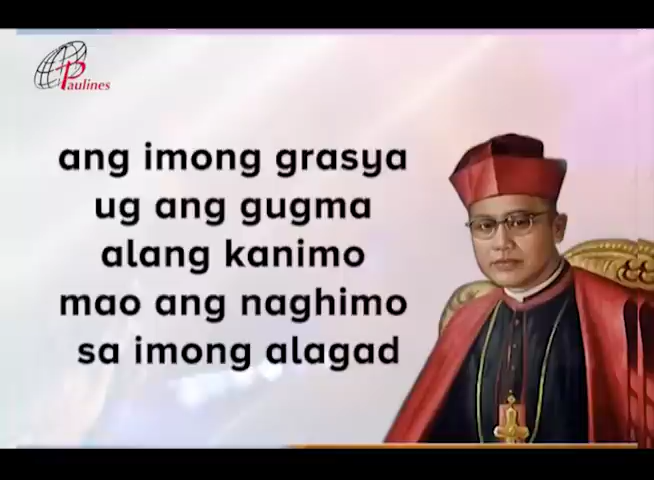 Paulines
ang imong grasya
ug ang gugma
alang kanimo
mao ang naghimo
sa imong alagad